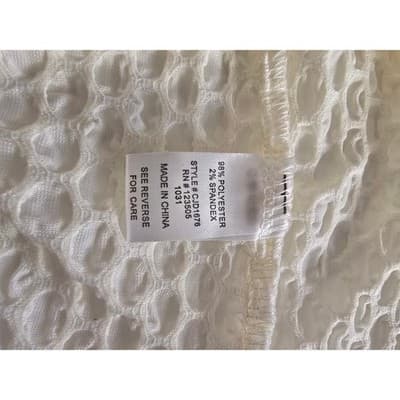 98% POLYESTER
2% SPANDEX
STYLE # CJD1676
RN # 123505
1031
MADE IN CHINA
SEE REVERSE
FOR CARE